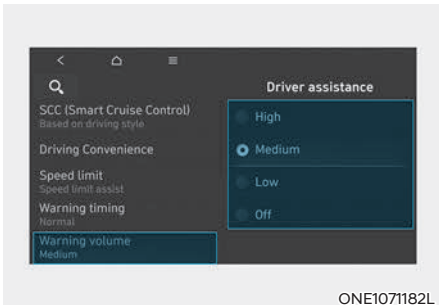 Driver assistance
SCC (Smart Cruise Control)
Based on driving style
Driving Convenience
Speed limit
Speed limit assist
Warning timing
Normal
Warning volume
Medium
High
Medium
Low
Off
ONE1071182L